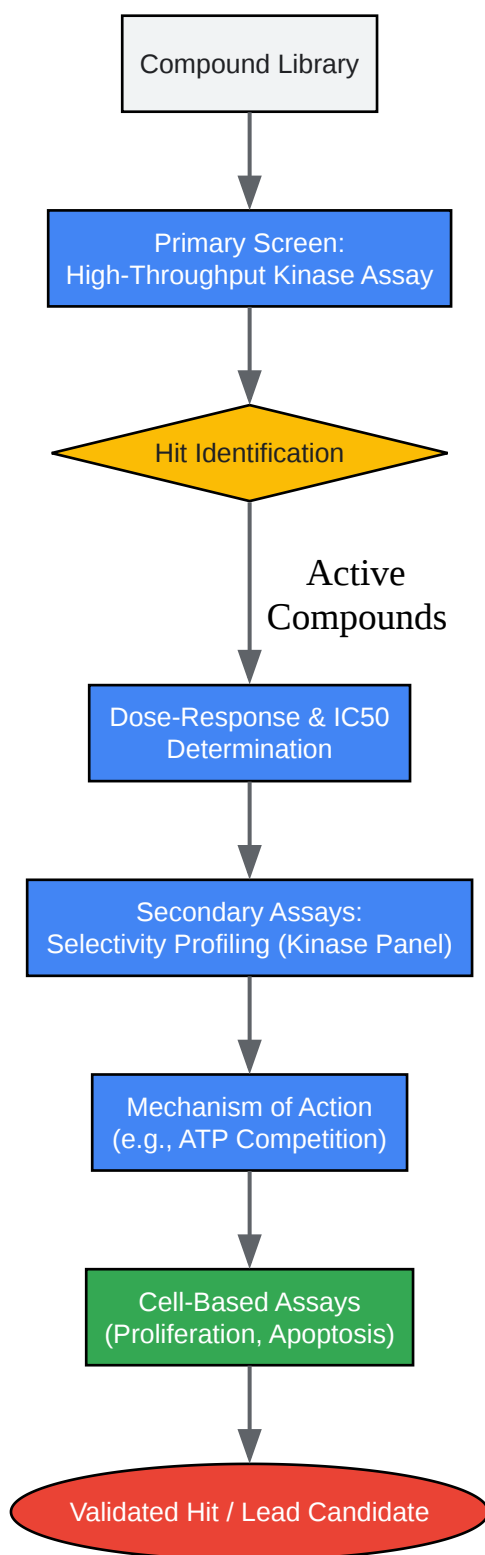 Compound Library
Primary Screen:
High-Throughput Kinase Assay
Hit Identification
Active
Compounds
Dose-Response & IC50
Determination
Secondary Assays:
Selectivity Profiling (Kinase Panel)
Mechanism of Action
(e.g., ATP Competition)
Cell-Based Assays
(Proliferation, Apoptosis)
Validated Hit / Lead Candidate